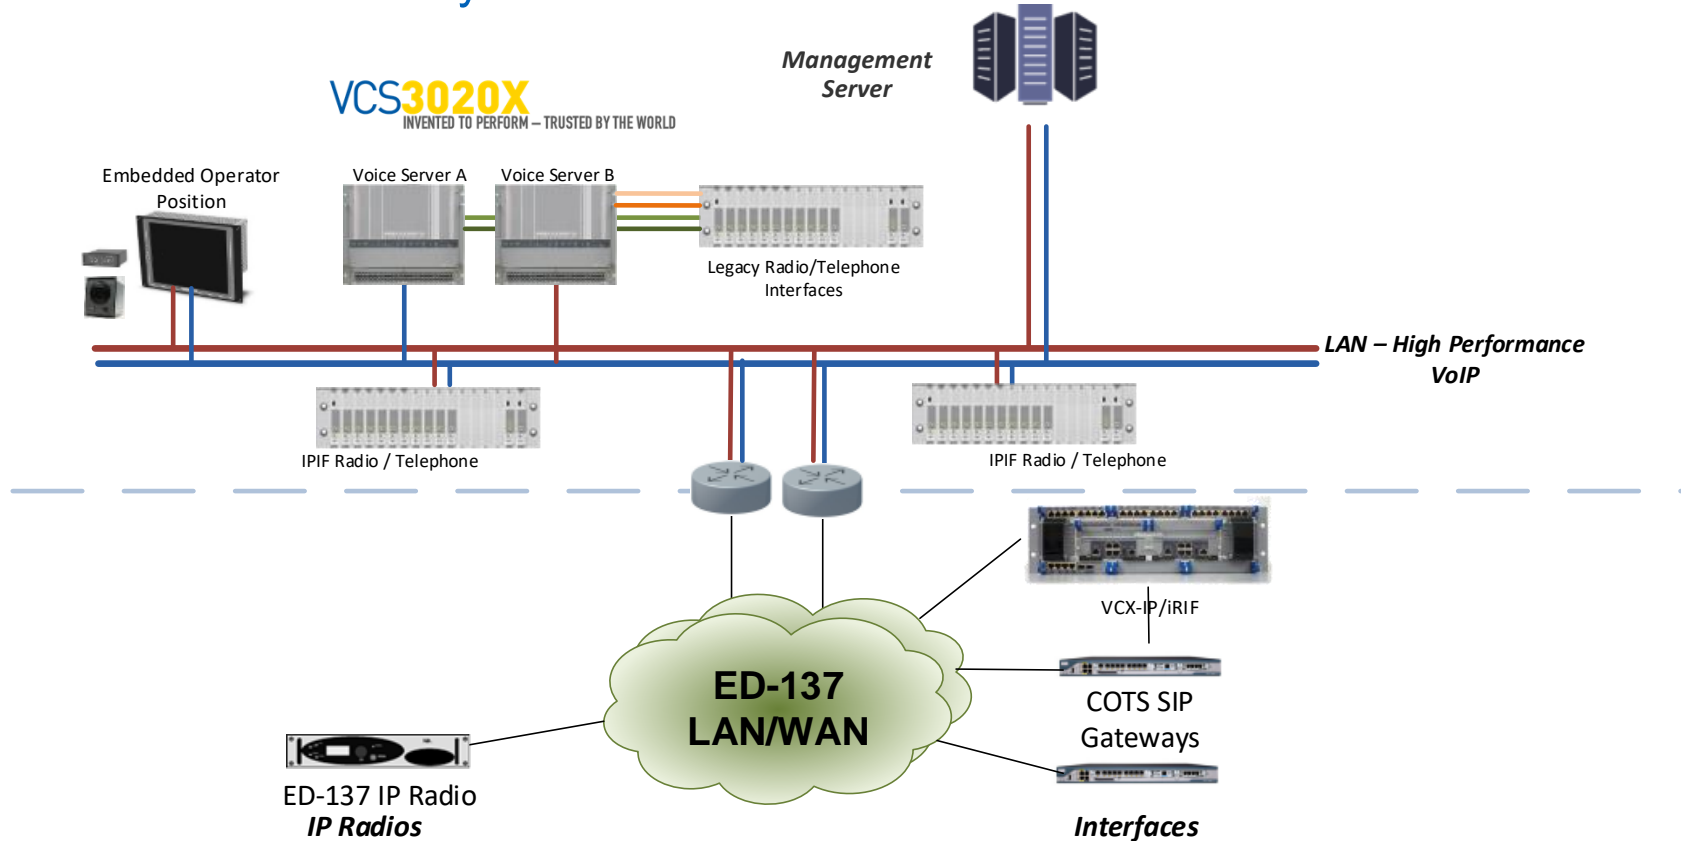 Management
Server
VCS3020X
INVENTED TO PERFORM – TRUSTED BY THE WORLD
Embedded Operator
Position
Voice Server A
Voice Server B
Legacy Radio/Telephone
Interfaces
LAN – High Performance
VoIP
IPIF Radio / Telephone
IPIF Radio / Telephone
VCX-IP/iRIF
ED-137
LAN/WAN
COTS SIP
Gateways
ED-137 IP Radio
IP Radios
Interfaces